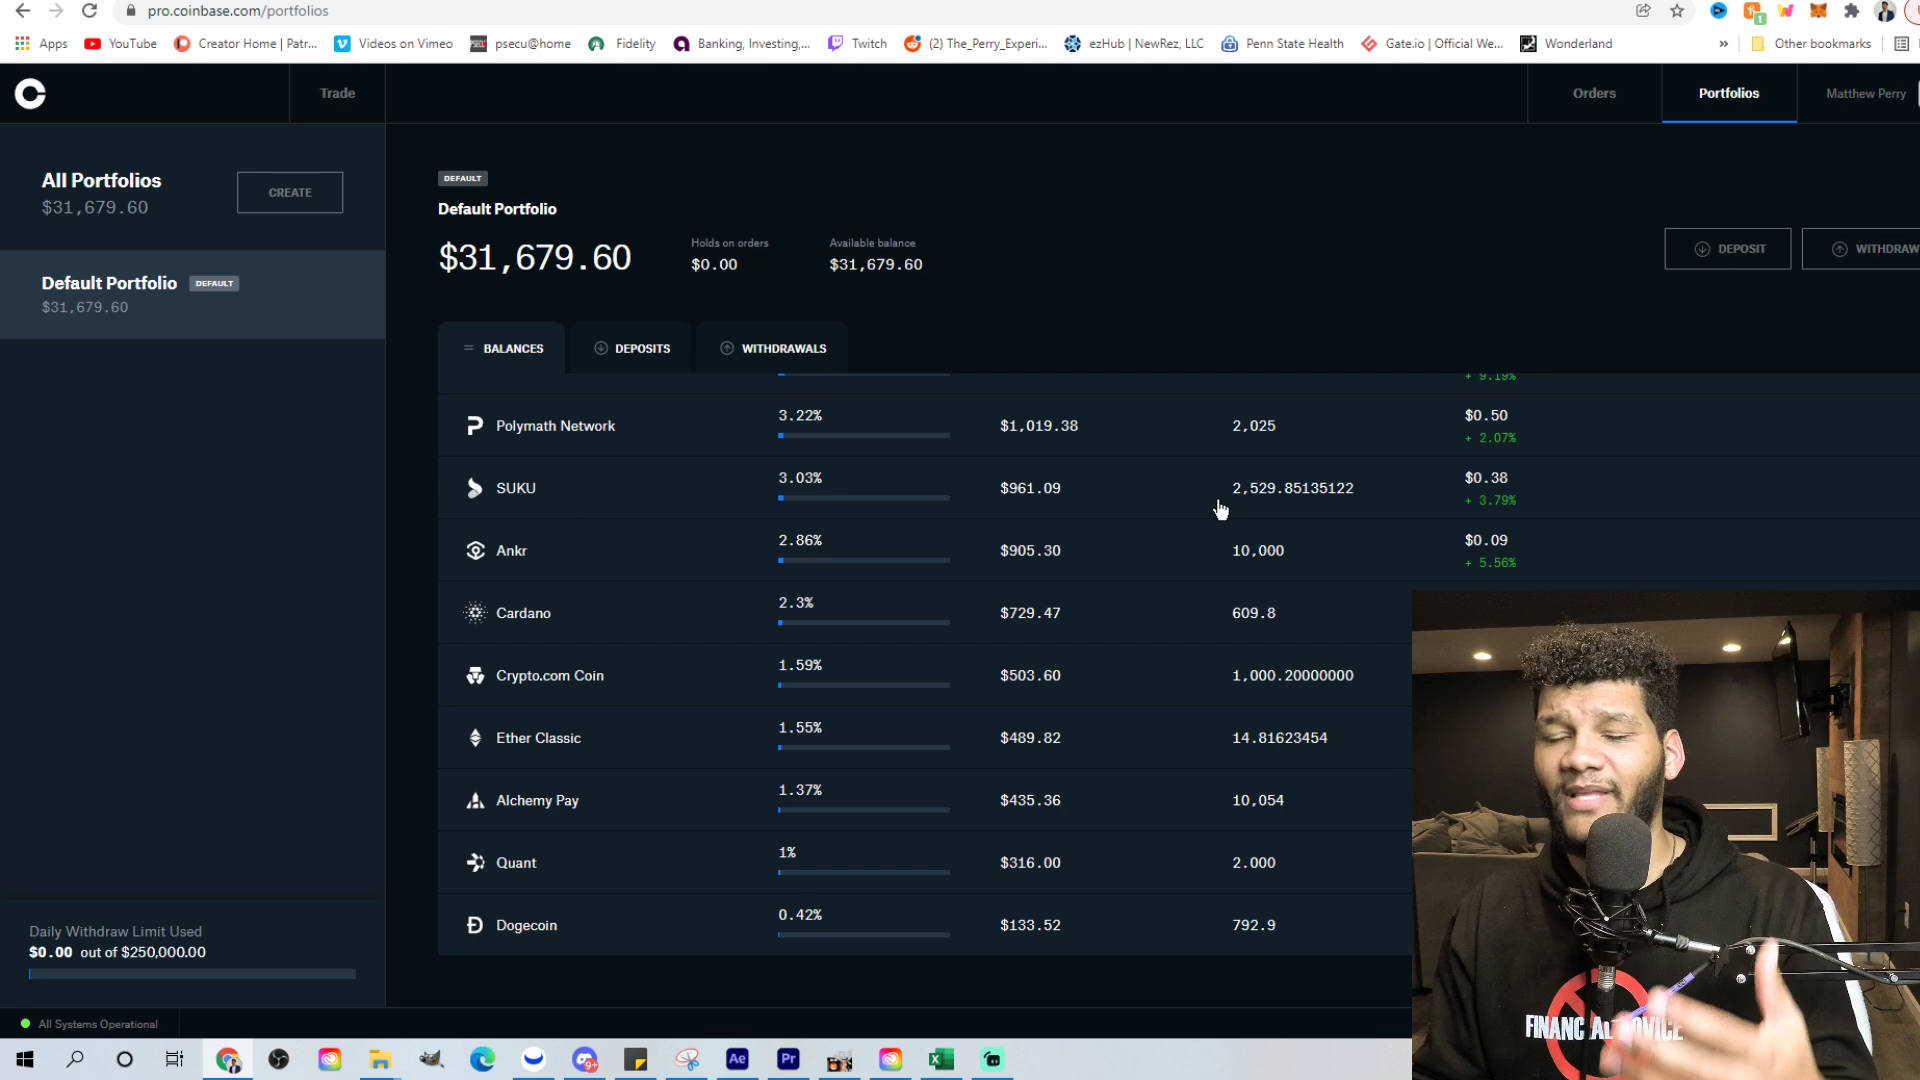 pro.coinbase.com/portfolios
Apps
YouTube
Creator Home | Patr...
Videos on Vimeo
PSECU
psecu@home
Fidelity
Banking, Investing,...
Twitch
(2) The_Perry_Experi...
ezHub | NewRez, LLC
Penn State Health
Gate.io | Official We...
Wonderland
»
Other bookmarks
Trade
Orders
Portfolios
Matthew Perry
All Portfolios
$31,679.60
CREATE
Default Portfolio DEFAULT
$31,679.60
DEFAULT
Default Portfolio
$31,679.60
Holds on orders
$0.00
Available balance
$31,679.60
DEPOSIT
WITHDRAW
BALANCES
DEPOSITS
WITHDRAWALS
+ 9.19%
Polymath Network 3.22% $1,019.38 2,025 $0.50
+ 2.07%
SUKU 3.03% $961.09 2,529.85135122 $0.38
+ 3.79%
Ankr 2.86% $905.30 10,000 $0.09
+ 5.56%
Cardano 2.3% $729.47 609.8
Crypto.com Coin 1.59% $503.60 1,000.20000000
Ether Classic 1.55% $489.82 14.81623454
Alchemy Pay 1.37% $435.36 10,054
Quant 1% $316.00 2.000
Dogecoin 0.42% $133.52 792.9
Daily Withdraw Limit Used
$0.00 out of $250,000.00
All Systems Operational
Ae
Pr
9+